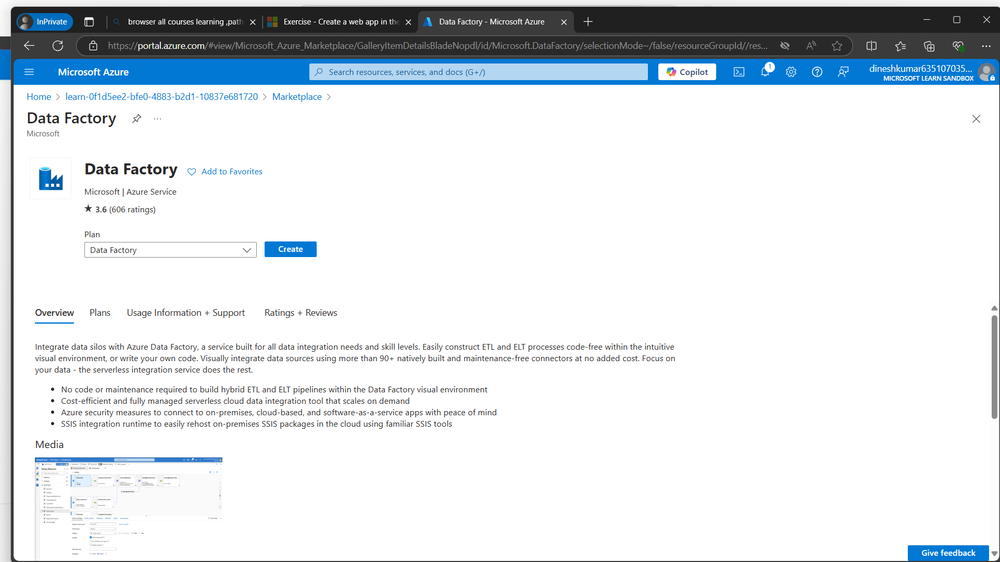 InPrivate
browser all courses learning ,path
Exercise - Create a web app in the
Data Factory - Microsoft Azure
https://portal.azure.com/#view/Microsoft_Azure_Marketplace/GalleryItemDetailsBladeNopdl/id/Microsoft.DataFactory/selectionMode~/false/resourceGroupId//res...
Microsoft Azure
Search resources, services, and docs (G+/)
Copilot
1
dineshkumar635107035...
MICROSOFT LEARN SANDBOX
Home > learn-0f1d5ee2-bfe0-4883-b2d1-10837e681720 > Marketplace >
Data Factory
Microsoft
Data Factory
Add to Favorites
Microsoft | Azure Service
★ 3.6 (606 ratings)
Plan
Data Factory
Create
Overview
Plans
Usage Information + Support
Ratings + Reviews
Integrate data silos with Azure Data Factory, a service built for all data integration needs and skill levels. Easily construct ETL and ELT processes code-free within the intuitive
visual environment, or write your own code. Visually integrate data sources using more than 90+ natively built and maintenance-free connectors at no added cost. Focus on
your data - the serverless integration service does the rest.
• No code or maintenance required to build hybrid ETL and ELT pipelines within the Data Factory visual environment
• Cost-efficient and fully managed serverless cloud data integration tool that scales on demand
• Azure security measures to connect to on-premises, cloud-based, and software-as-a-service apps with peace of mind
• SSIS integration runtime to easily rehost on-premises SSIS packages in the cloud using familiar SSIS tools
Media
Give feedback